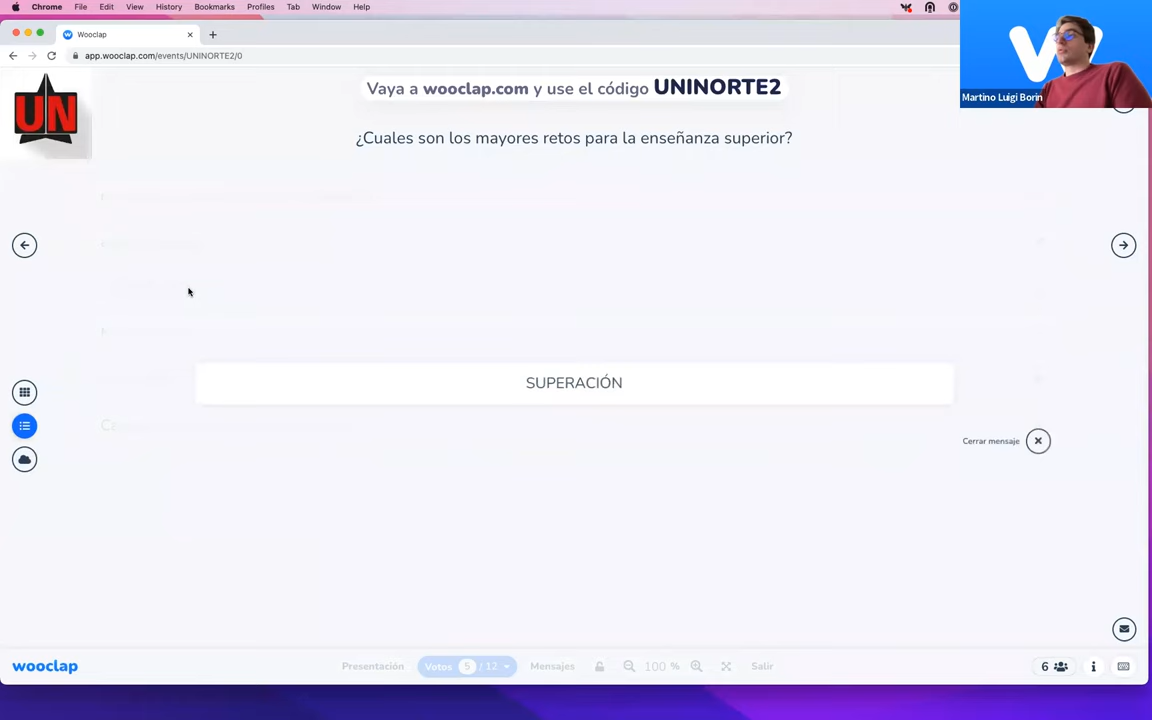 Chrome File Edit View History Bookmarks Profiles Tab Window Help
Wooclap
app.wooclap.com/events/UNINORTE2/0
Martino Luigi Borin
UN
Vaya a wooclap.com y use el código UNINORTE2
¿Cuales son los mayores retos para la enseñanza superior?
SUPERACIÓN
Cerrar mensaje
wooclap
Presentación Votos 5 / 12 Mensajes 100 % Salir
6